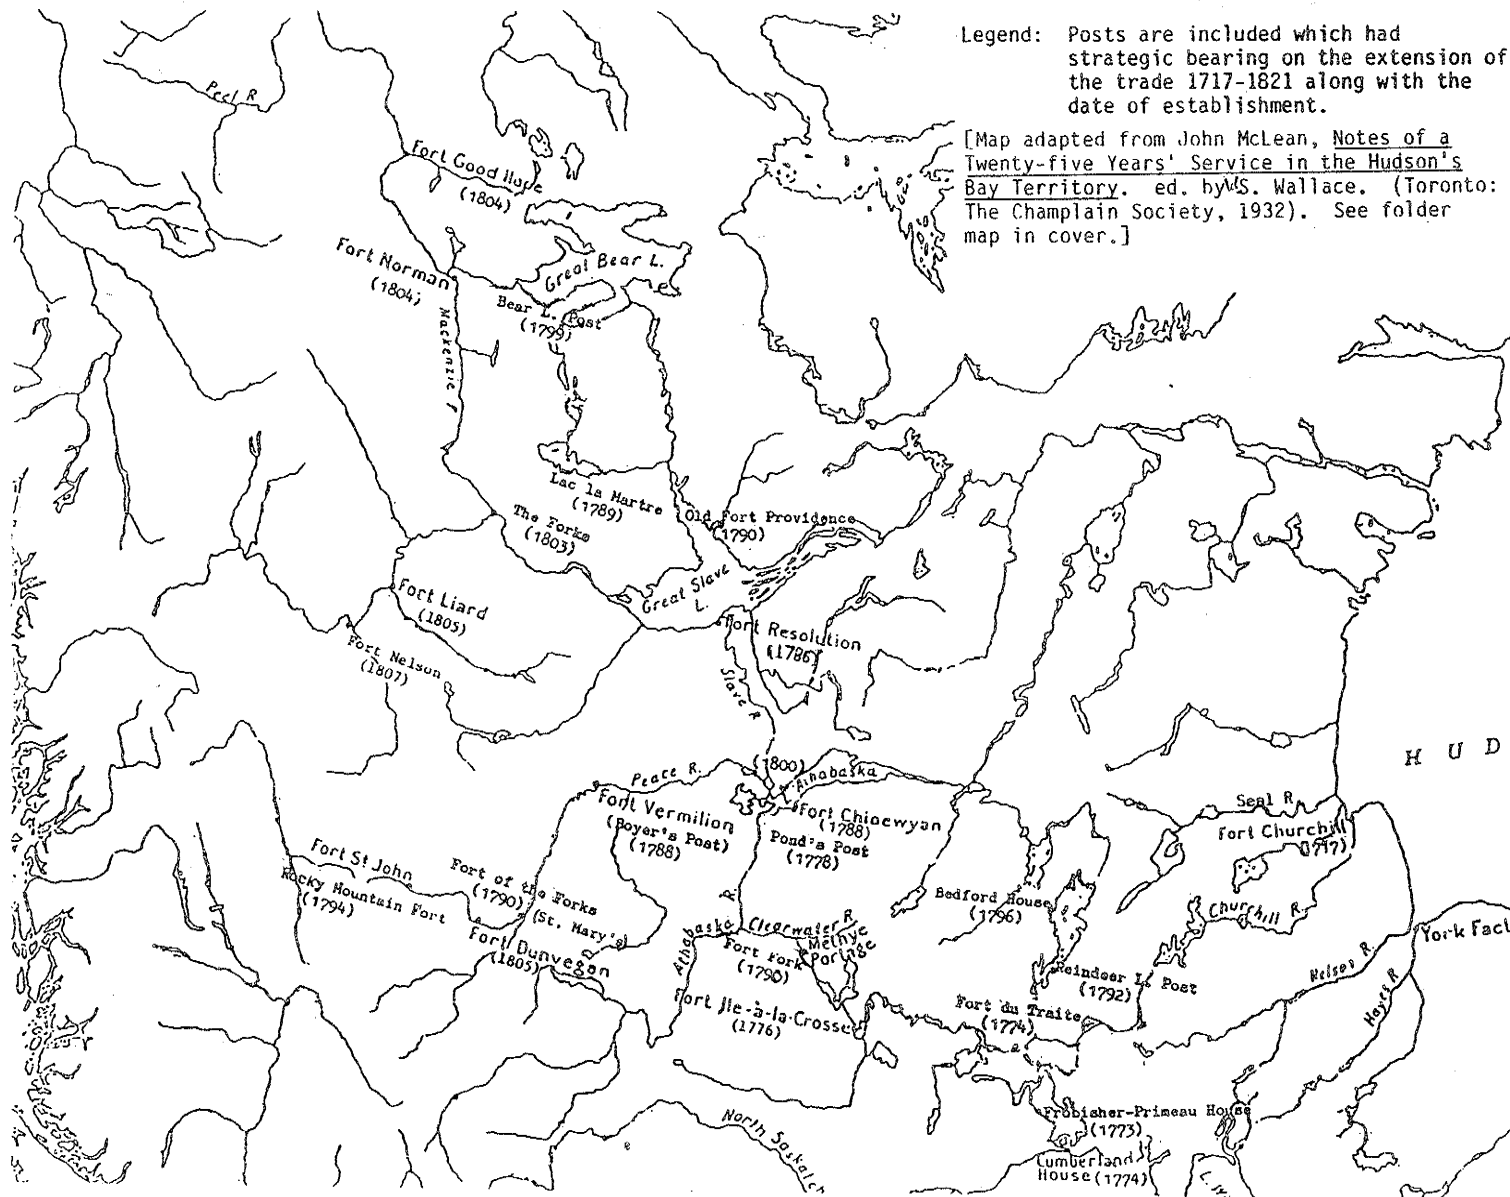 Legend: Posts are included which had
strategic bearing on the extension of
the trade 1717-1821 along with the
date of establishment.
[Map adapted from John McLean, Notes of a
Twenty-five Years' Service in the Hudson's
Bay Territory. ed. by W.S. Wallace. (Toronto:
The Champlain Society, 1932). See folder
map in cover.]
Peel R.
Fort Good Hope
(1804)
Fort Norman
(1804)
Great Bear L.
Bear L. Post
(1799)
Mackenzie R
Lac la Martre
(1789)
The Forks
(1803)
Old Fort Providence
(1790)
Great Slave
L.
Fort Liard
(1805)
Fort Resolution
(1786)
Fort Nelson
(1807)
Slave R
H U D
Peace R.
(1800)
Athabaska
Fort Vermilion
(Boyer's Post)
(1788)
Fort Chipewyan
(1788)
Pond's Post
(1778)
Seal R.
Fort Churchill
(1717)
Fort St John
Rocky Mountain Fort
(1794)
Fort of the Forks
(1790)
(St. Mary's)
Fort Dunvegan
(1805)
Athabaska R
Clearwater R
Methye
Portage
Fort Fork
(1790)
Bedford House
(1796)
Churchill R.
York Fact
Nelson R.
Hayes R
Reindeer L. Post
(1792)
Fort Ile-à-la-Crosse
(1776)
Fort du Traite
(1774)
Frobisher-Primeau House
(1773)
North Saskatch
Cumberland
House (1774)